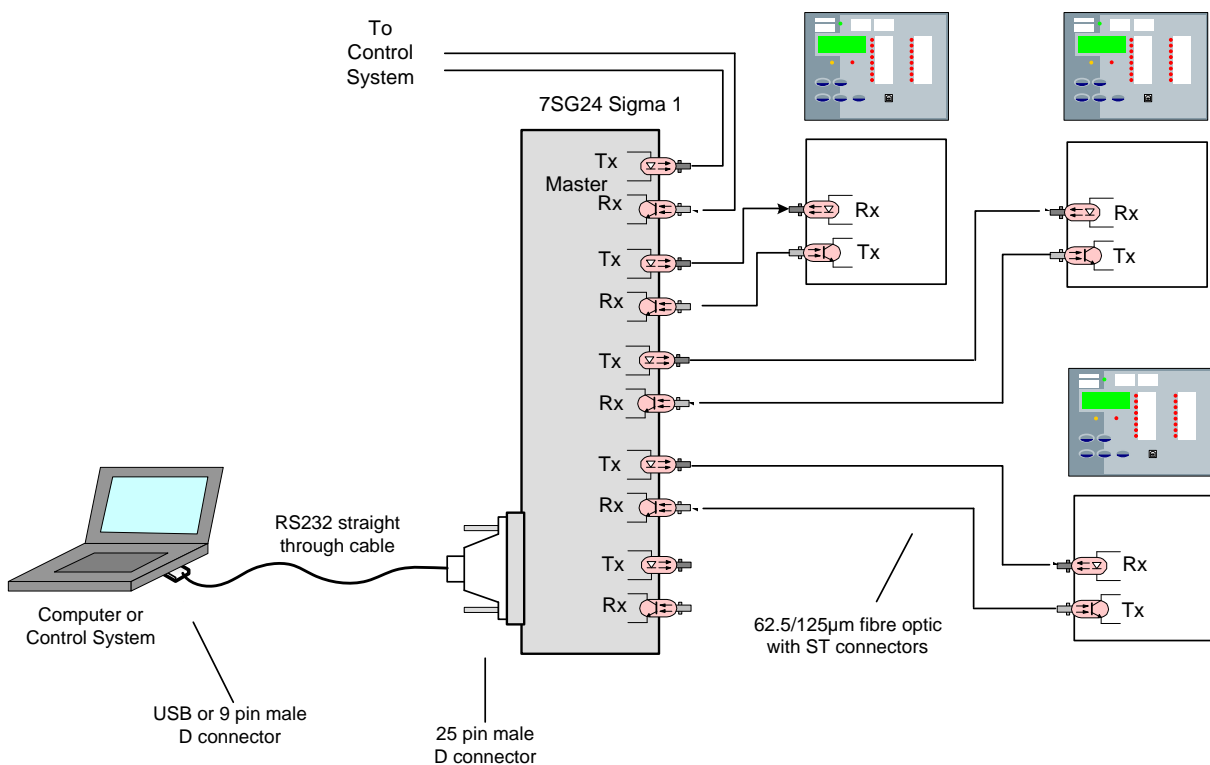 To
Control
System
7SG24 Sigma 1
Tx
Master
Rx
Tx
Rx
Tx
Rx
Tx
Rx
Tx
Rx
Rx
Tx
Rx
Tx
Rx
Tx
RS232 straight
through cable
Computer or
Control System
USB or 9 pin male
D connector
25 pin male
D connector
62.5/125µm fibre optic
with ST connectors